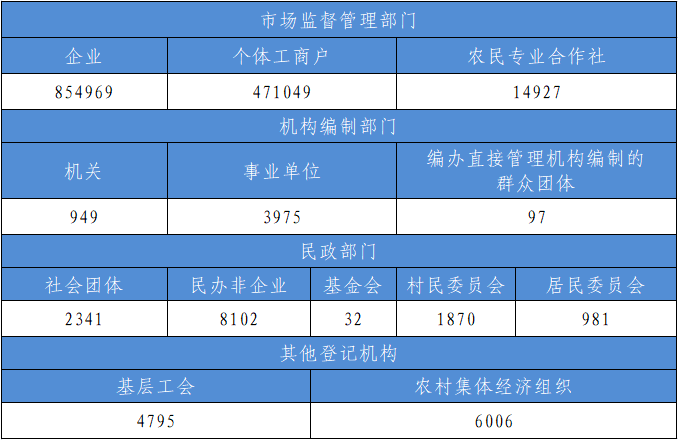 市场监督管理部门
企业 个体工商户 农民专业合作社
854969 471049 14927
机构编制部门
机关 事业单位 编办直接管理机构编制的
群众团体
949 3975 97
民政部门
社会团体 民办非企业 基金会 村民委员会 居民委员会
2341 8102 32 1870 981
其他登记机构
基层工会 农村集体经济组织
4795 6006